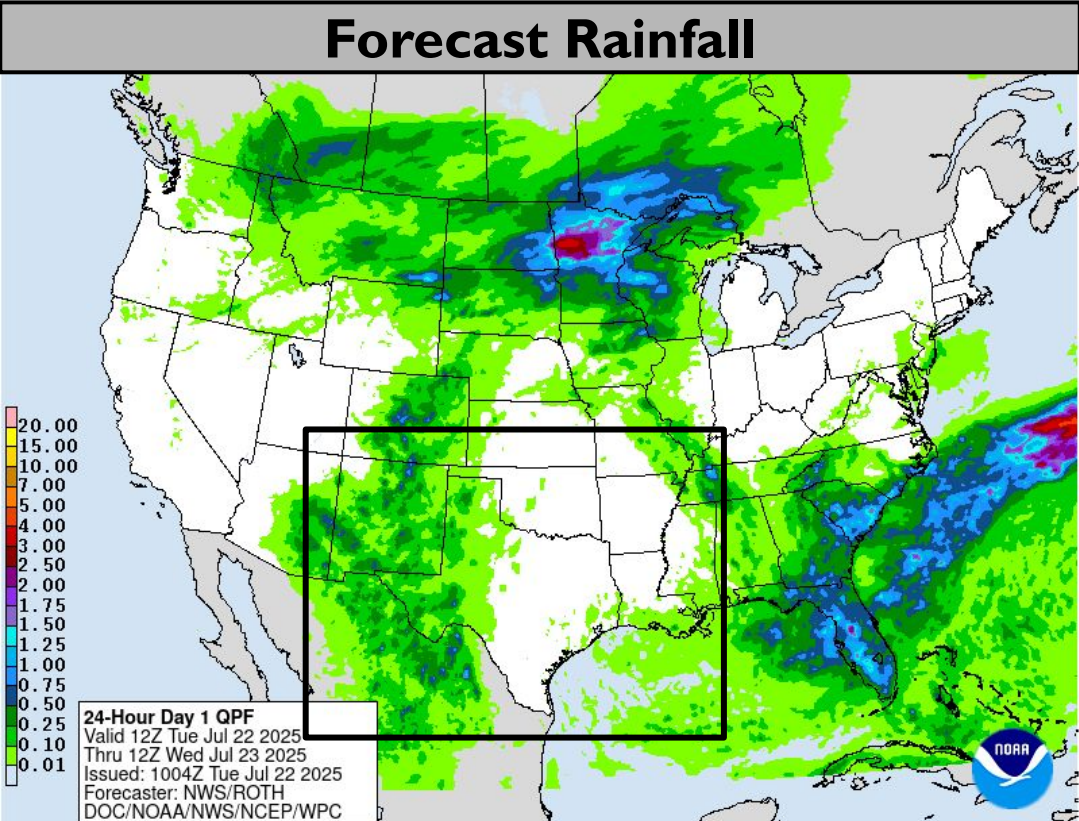 Forecast Rainfall
20.00
15.00
10.00
7.00
5.00
4.00
3.00
2.50
2.00
1.75
1.50
1.25
1.00
0.75
0.50
0.25
0.10
0.01
24-Hour Day 1 QPF
Valid 12Z Tue Jul 22 2025
Thru 12Z Wed Jul 23 2025
Issued: 1004Z Tue Jul 22 2025
Forecaster: NWS/ROTH
DOC/NOAA/NWS/NCEP/WPC
NOAA